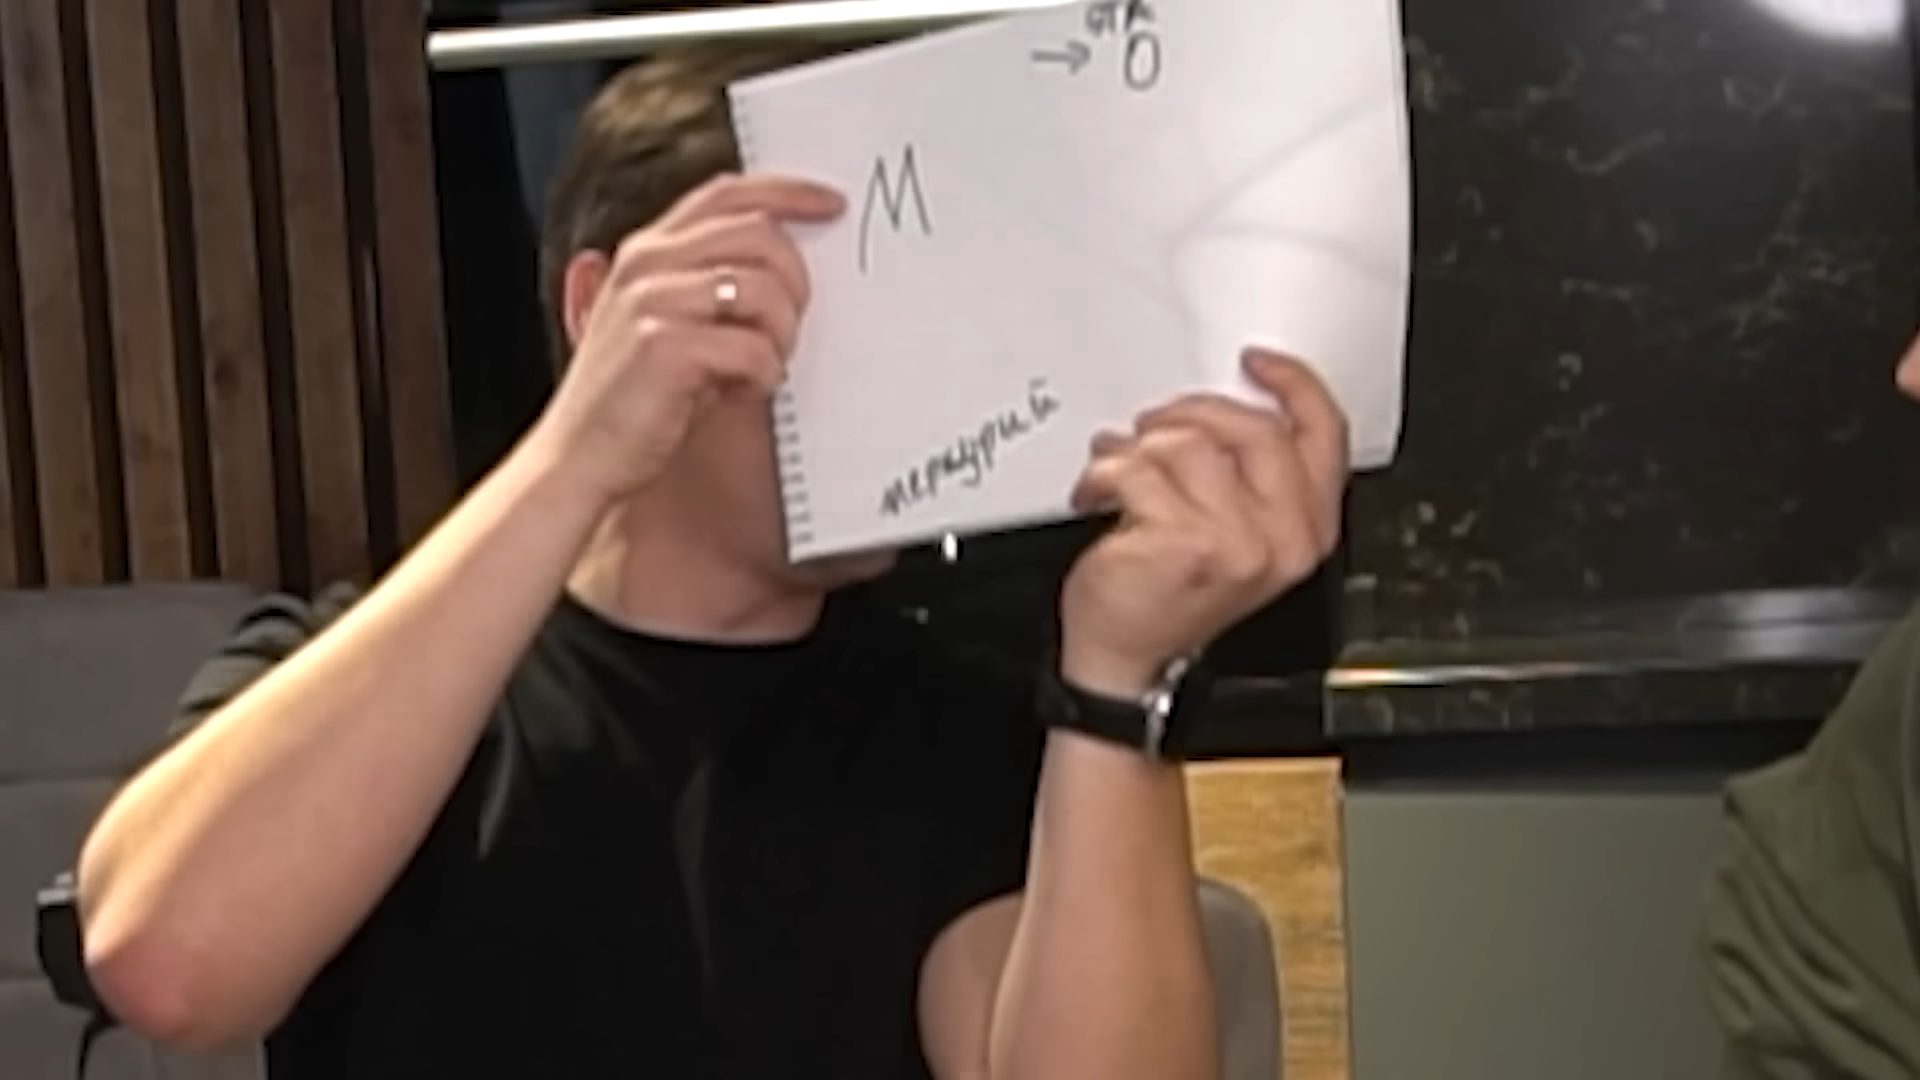 → О
М
меркурий